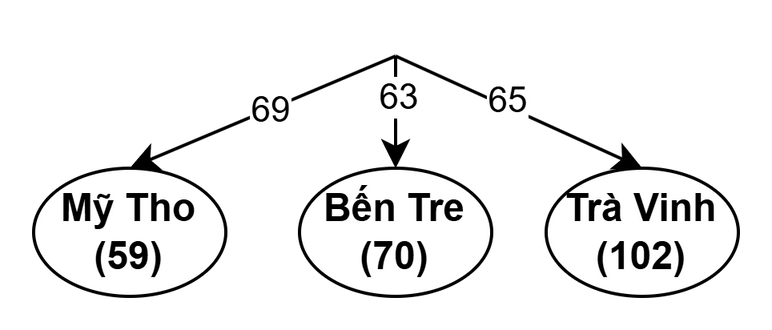 69
63
65
Mỹ Tho
(59)
Bến Tre
(70)
Trà Vinh
(102)